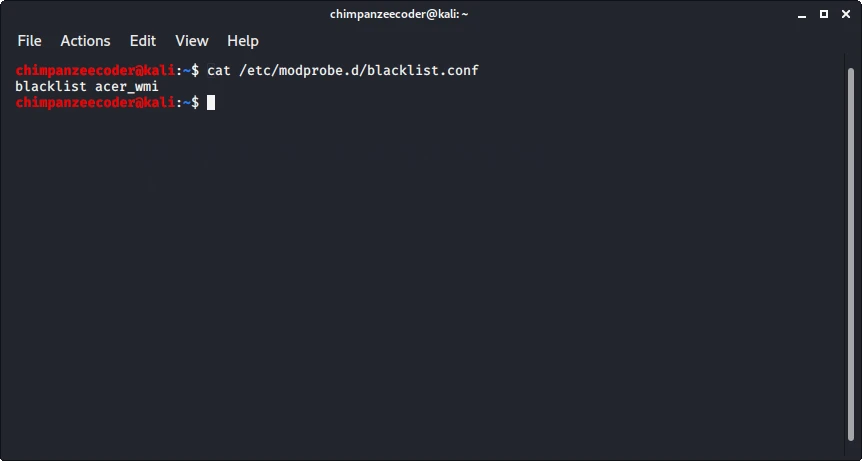 chimpanzeecoder@kali: ~
File Actions Edit View Help
chimpanzeecoder@kali:~$ cat /etc/modprobe.d/blacklist.conf
blacklist acer_wmi
chimpanzeecoder@kali:~$